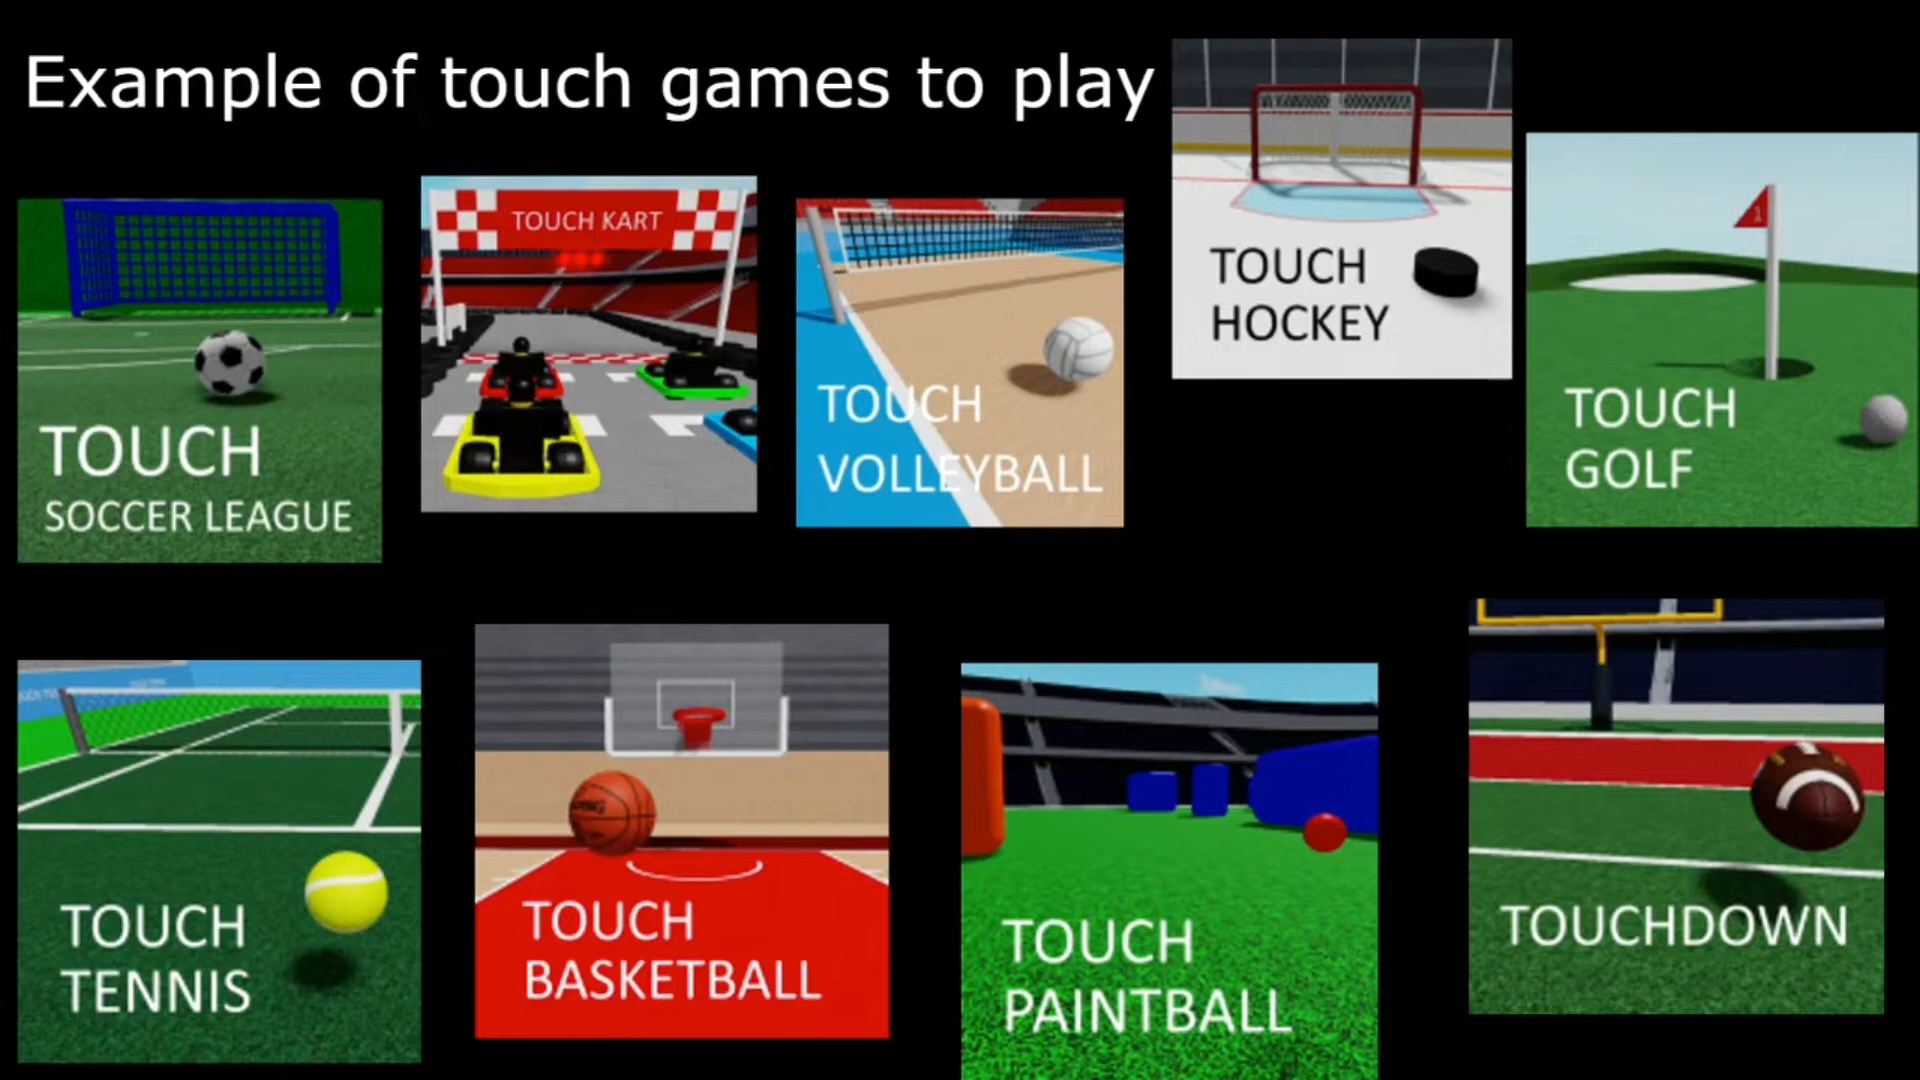 Example of touch games to play
TOUCH
SOCCER LEAGUE
TOUCH KART
TOUCH
VOLLEYBALL
TOUCH
HOCKEY
1
TOUCH
GOLF
TOUCH
TENNIS
TOUCH
BASKETBALL
TOUCH
PAINTBALL
TOUCHDOWN